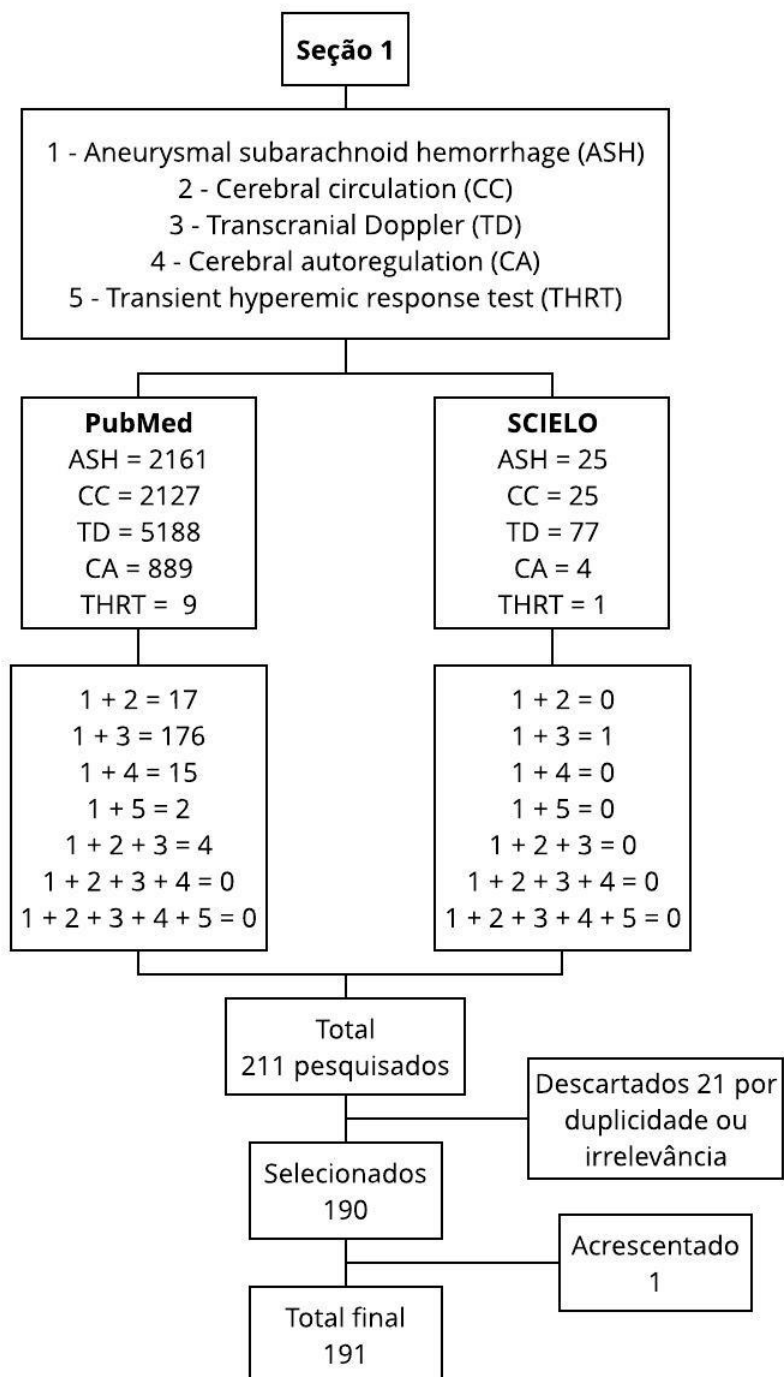 Seção 1
1 - Aneurysmal subarachnoid hemorrhage (ASH)
2 - Cerebral circulation (CC)
3 - Transcranial Doppler (TD)
4 - Cerebral autoregulation (CA)
5 - Transient hyperemic response test (THRT)
PubMed
ASH = 2161
CC = 2127
TD = 5188
CA = 889
THRT = 9
SCIELO
ASH = 25
CC = 25
TD = 77
CA = 4
THRT = 1
1 + 2 = 17
1 + 3 = 176
1 + 4 = 15
1 + 5 = 2
1 + 2 + 3 = 4
1 + 2 + 3 + 4 = 0
1 + 2 + 3 + 4 + 5 = 0
1 + 2 = 0
1 + 3 = 1
1 + 4 = 0
1 + 5 = 0
1 + 2 + 3 = 0
1 + 2 + 3 + 4 = 0
1 + 2 + 3 + 4 + 5 = 0
Total
211 pesquisados
Descartados 21 por
duplicidade ou
irrelevância
Selecionados
190
Acrescentado
1
Total final
191